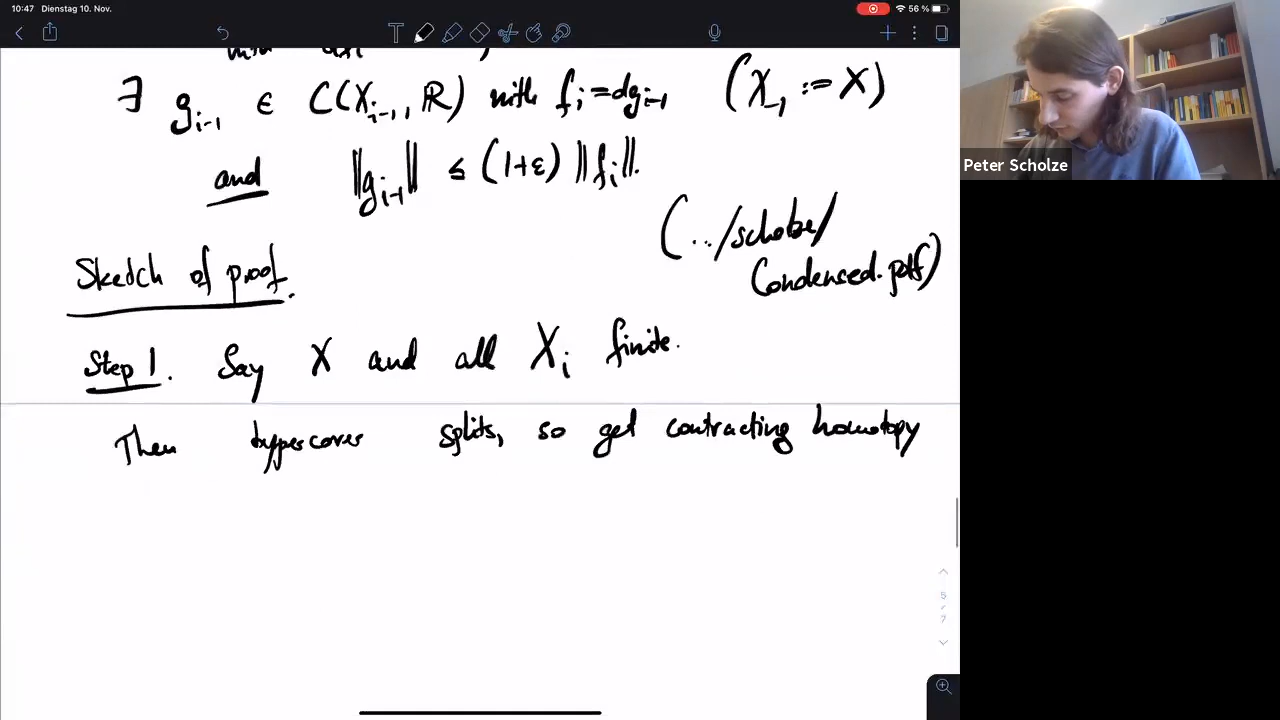 10:47 Dienstag 10. Nov.
56 %
∃ g_{i-1} ∈ C(X_{i-1}, ℝ) with f_i = dg_{i-1} (X_{-1} := X)
and ‖g_{i-1}‖ ≤ (1+ε) ‖f_i‖.
Peter Scholze
(../scholze/
Condensed.pdf)
Sketch of proof.
Step 1. Say X and all X_i finite.
Then hypercover splits, so get contracting homotopy
5
/
7